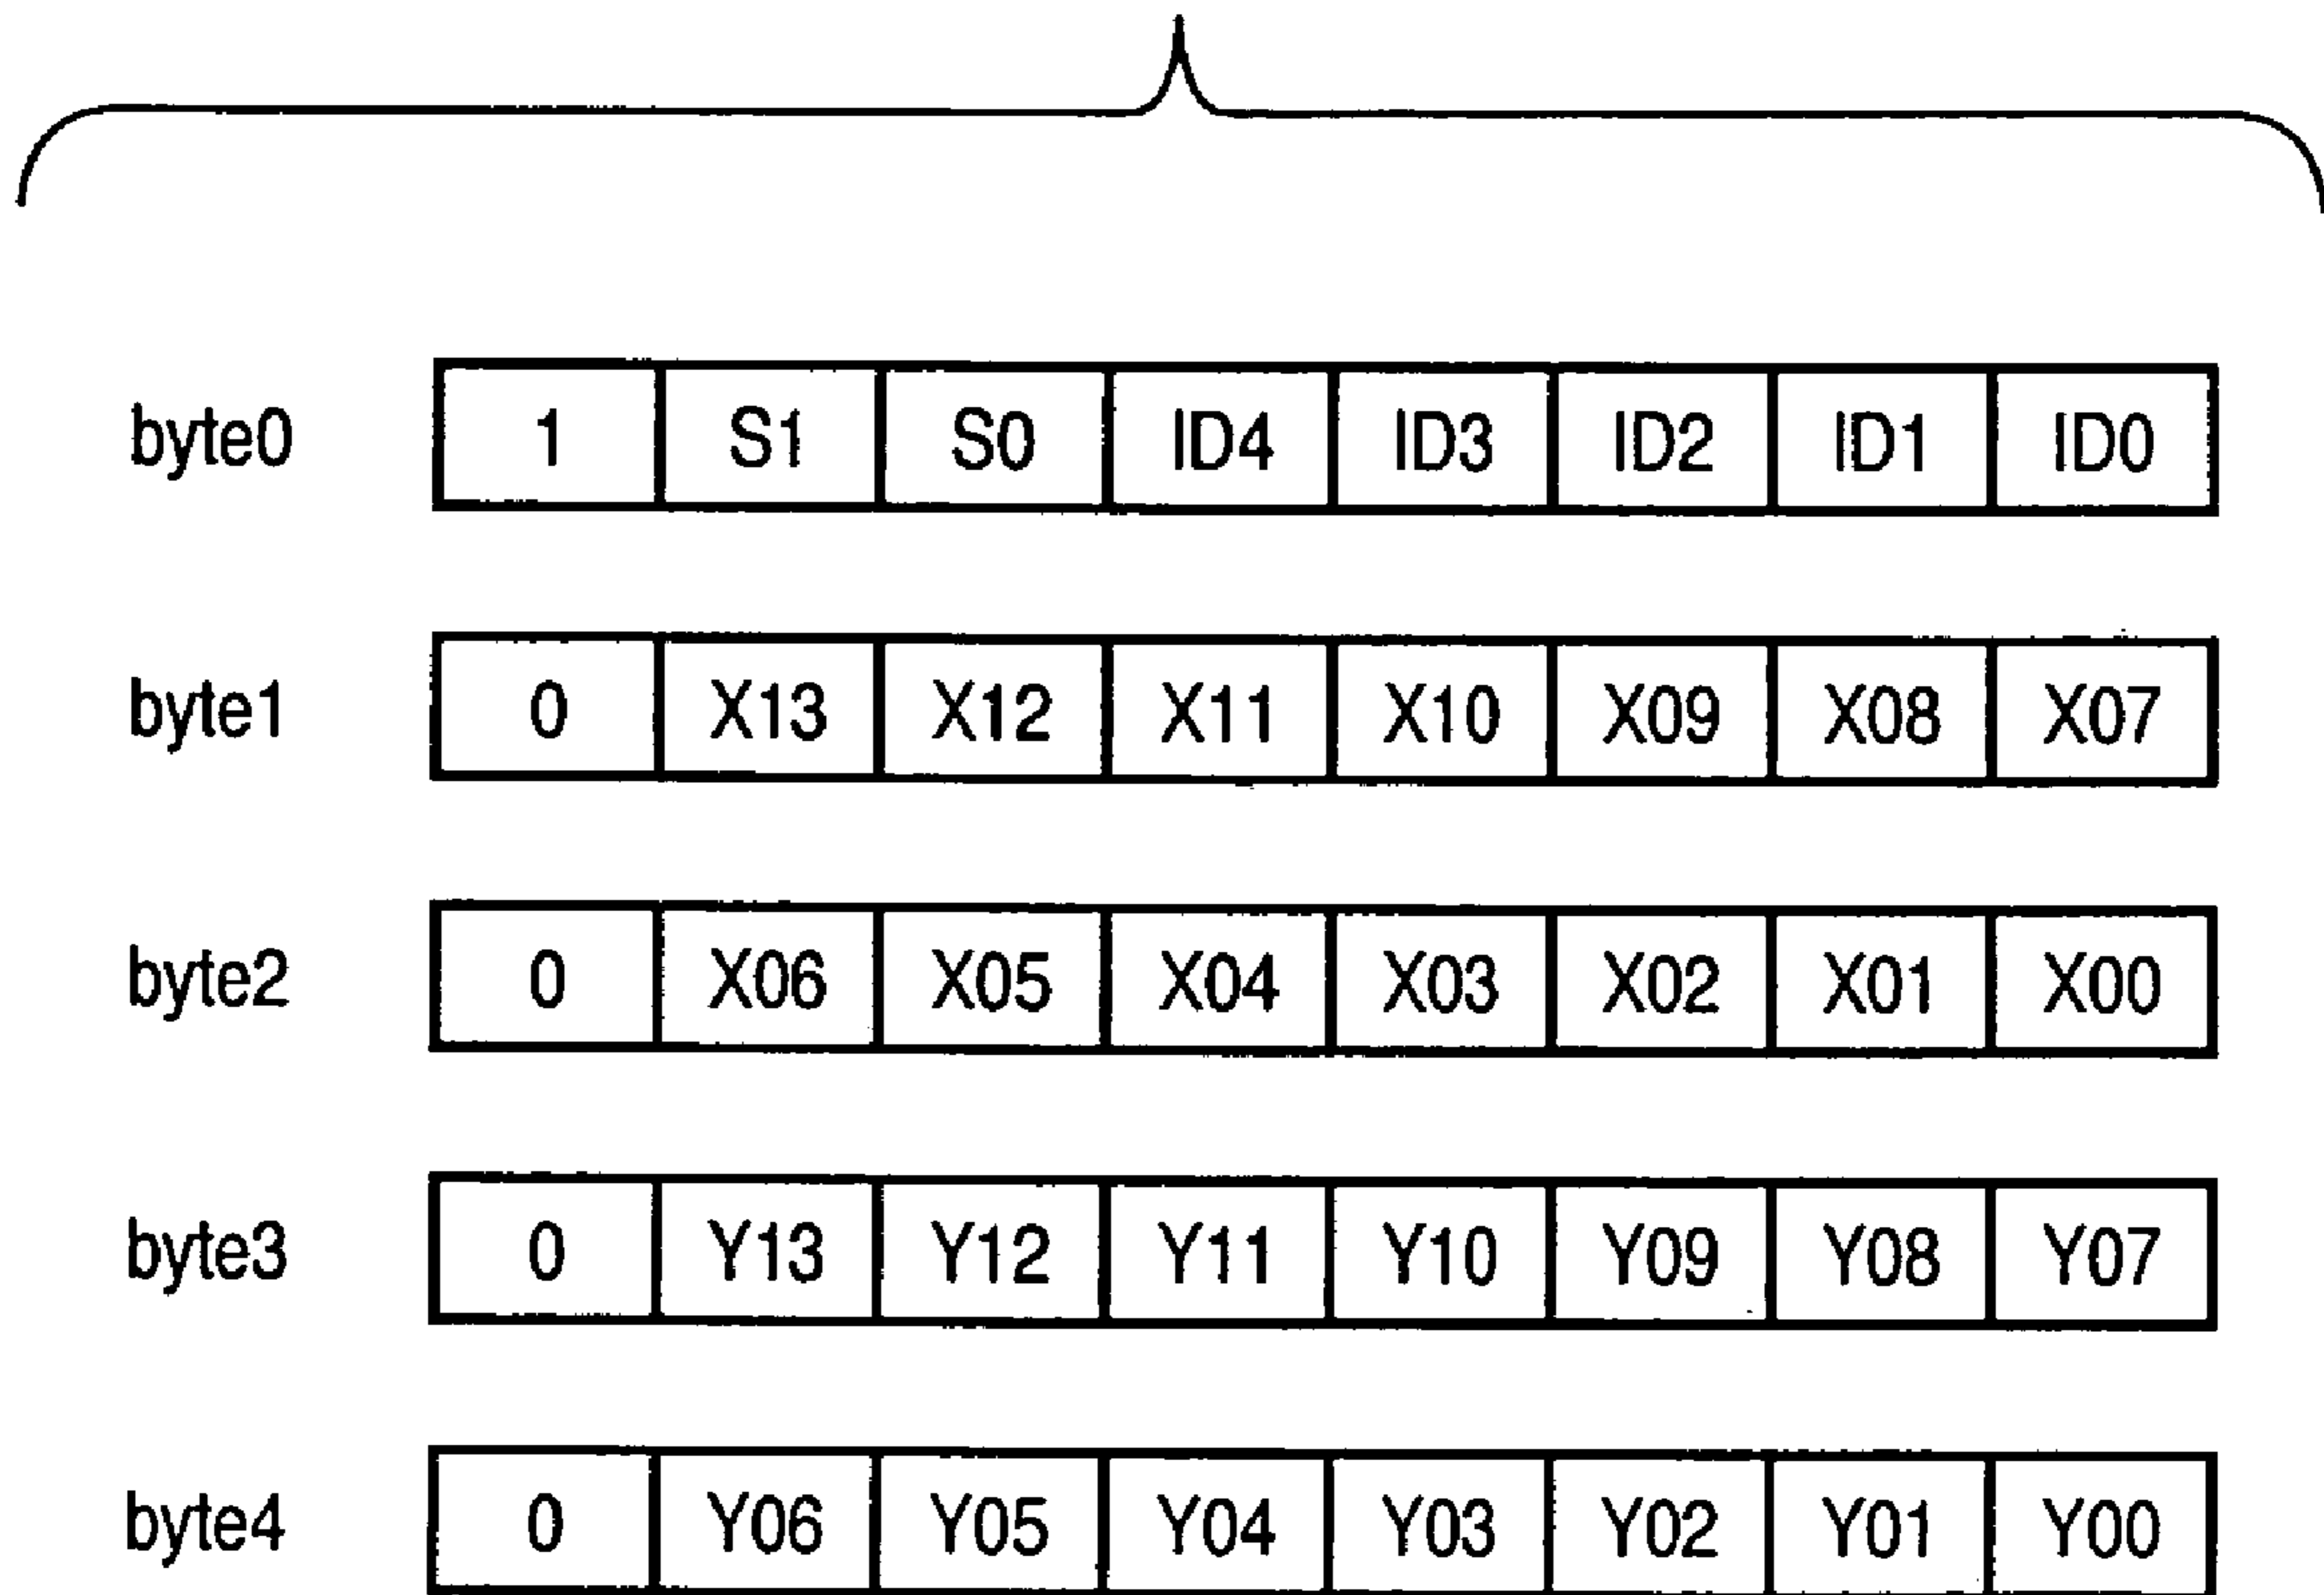 byte0 1 S1 S0 ID4 ID3 ID2 ID1 ID0
byte1 0 X13 X12 X11 X10 X09 X08 X07
byte2 0 X06 X05 X04 X03 X02 X01 X00
byte3 0 Y13 Y12 Y11 Y10 Y09 Y08 Y07
byte4 0 Y06 Y05 Y04 Y03 Y02 Y01 Y00